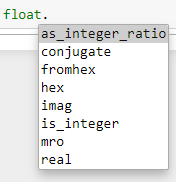 float.
as_integer_ratio
conjugate
fromhex
hex
imag
is_integer
mro
real